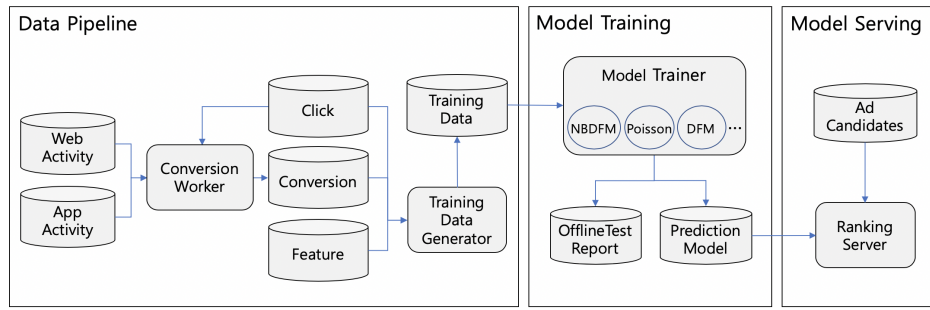 Data Pipeline
Model Training
Model Serving
Web
Activity
App
Activity
Conversion
Worker
Click
Conversion
Feature
Training
Data
Training
Data
Generator
Model Trainer
NBDFM
Poisson
DFM
...
OfflineTest
Report
Prediction
Model
Ad
Candidates
Ranking
Server